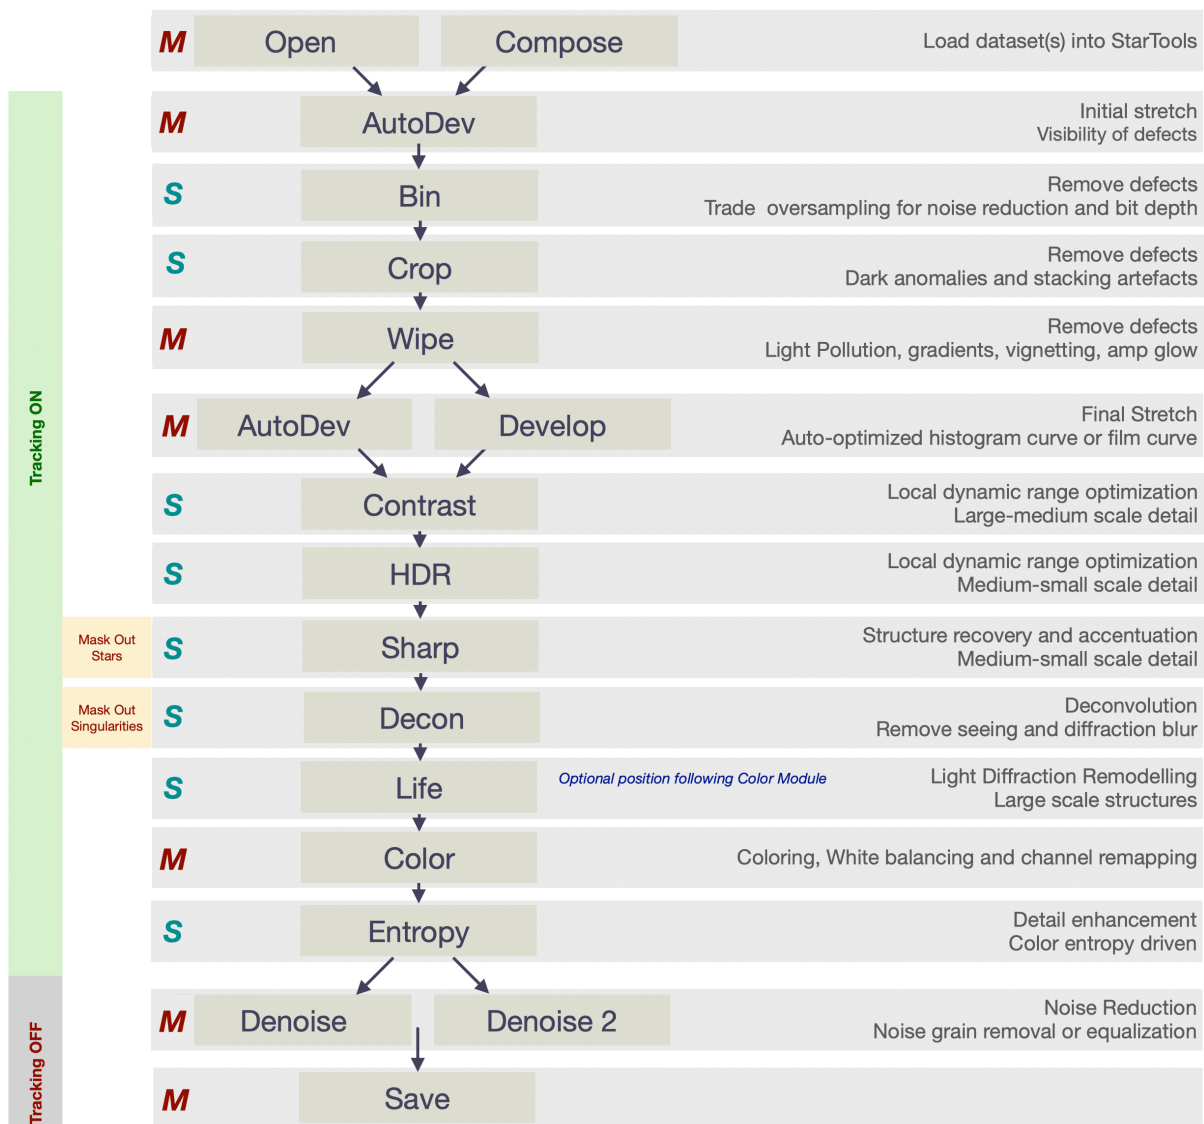 M Open Compose Load dataset(s) into StarTools
Tracking ON
M AutoDev Initial stretch
Visibility of defects
S Bin Remove defects
Trade oversampling for noise reduction and bit depth
S Crop Remove defects
Dark anomalies and stacking artefacts
M Wipe Remove defects
Light Pollution, gradients, vignetting, amp glow
M AutoDev Develop Final Stretch
Auto-optimized histogram curve or film curve
S Contrast Local dynamic range optimization
Large-medium scale detail
S HDR Local dynamic range optimization
Medium-small scale detail
Mask Out
Stars
S Sharp Structure recovery and accentuation
Medium-small scale detail
Mask Out
Singularities
S Decon Deconvolution
Remove seeing and diffraction blur
S Life Optional position following Color Module Light Diffraction Remodelling
Large scale structures
M Color Coloring, White balancing and channel remapping
S Entropy Detail enhancement
Color entropy driven
Tracking OFF
M Denoise Denoise 2 Noise Reduction
Noise grain removal or equalization
M Save